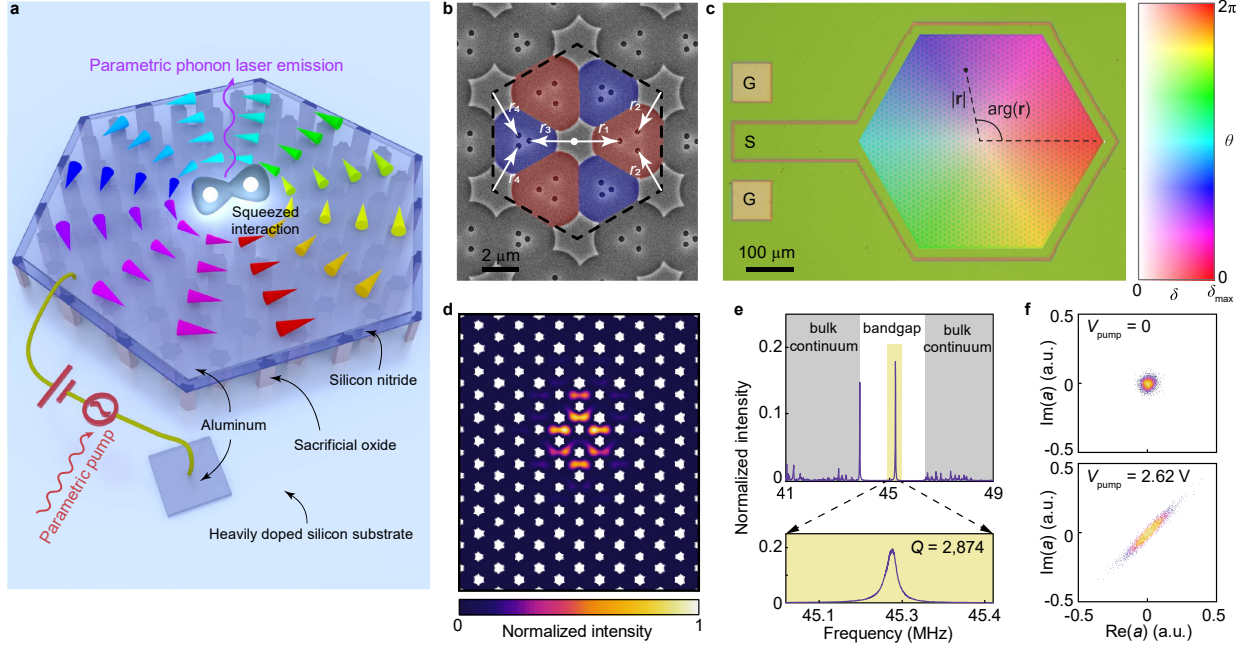 a
Parametric phonon laser emission
Squeezed
interaction
Silicon nitride
Aluminum
Sacrificial oxide
Parametric pump
Heavily doped silicon substrate
b
r4
r2
r3
r1
r4
r2
2 μm
c
G
S
G
|r|
arg(r)
100 μm
2π
θ
0
δ
δmax
d
0
1
Normalized intensity
e
bulk
continuum
bandgap
bulk
continuum
0.2
0.1
0
41
45
49
Normalized intensity
Q = 2,874
0.2
0
45.1
45.3
45.4
Frequency (MHz)
f
0.5
Vpump = 0
0
-0.5
Im(a) (a.u.)
0.5
Vpump = 2.62 V
0
-0.5
Im(a) (a.u.)
-0.5
0
0.5
Re(a) (a.u.)